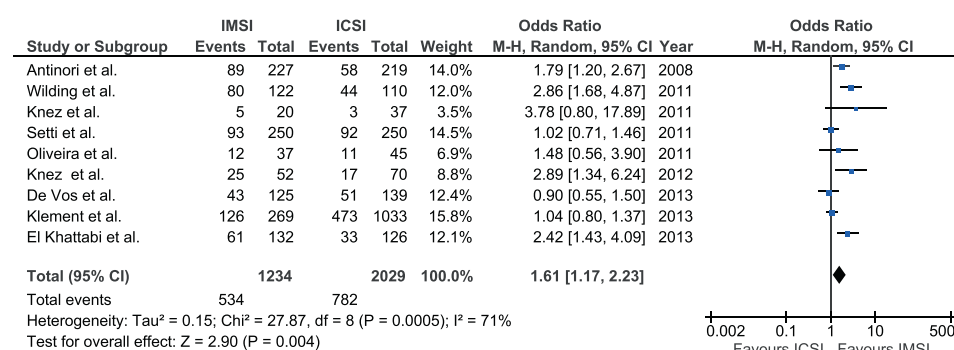 IMSI ICSI Odds Ratio Odds Ratio
Study or Subgroup Events Total Events Total Weight M-H, Random, 95% CI Year M-H, Random, 95% CI
Antinori et al. 89 227 58 219 14.0% 1.79 [1.20, 2.67] 2008
Wilding et al. 80 122 44 110 12.0% 2.86 [1.68, 4.87] 2011
Knez et al. 5 20 3 37 3.5% 3.78 [0.80, 17.89] 2011
Setti et al. 93 250 92 250 14.5% 1.02 [0.71, 1.46] 2011
Oliveira et al. 12 37 11 45 6.9% 1.48 [0.56, 3.90] 2011
Knez et al. 25 52 17 70 8.8% 2.89 [1.34, 6.24] 2012
De Vos et al. 43 125 51 139 12.4% 0.90 [0.55, 1.50] 2013
Klement et al. 126 269 473 1033 15.8% 1.04 [0.80, 1.37] 2013
El Khattabi et al. 61 132 33 126 12.1% 2.42 [1.43, 4.09] 2013
Total (95% CI) 1234 2029 100.0% 1.61 [1.17, 2.23]
Total events 534 782
Heterogeneity: Tau² = 0.15; Chi² = 27.87, df = 8 (P = 0.0005); I² = 71%
Test for overall effect: Z = 2.90 (P = 0.004)
0.002 0.1 1 10 500
Favours ICSI Favours IMSI